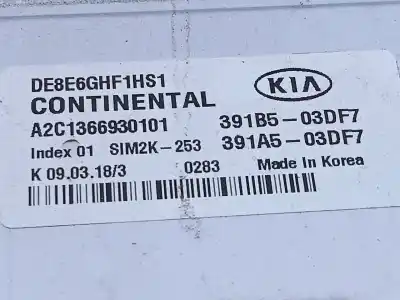 DE8E6GHF1HS1
CONTINENTAL
KIA
A2C1366930101 391B5-03DF7
Index 01 SIM2K-253 391A5-03DF7
K 09.03.18/3 0283 Made in Korea